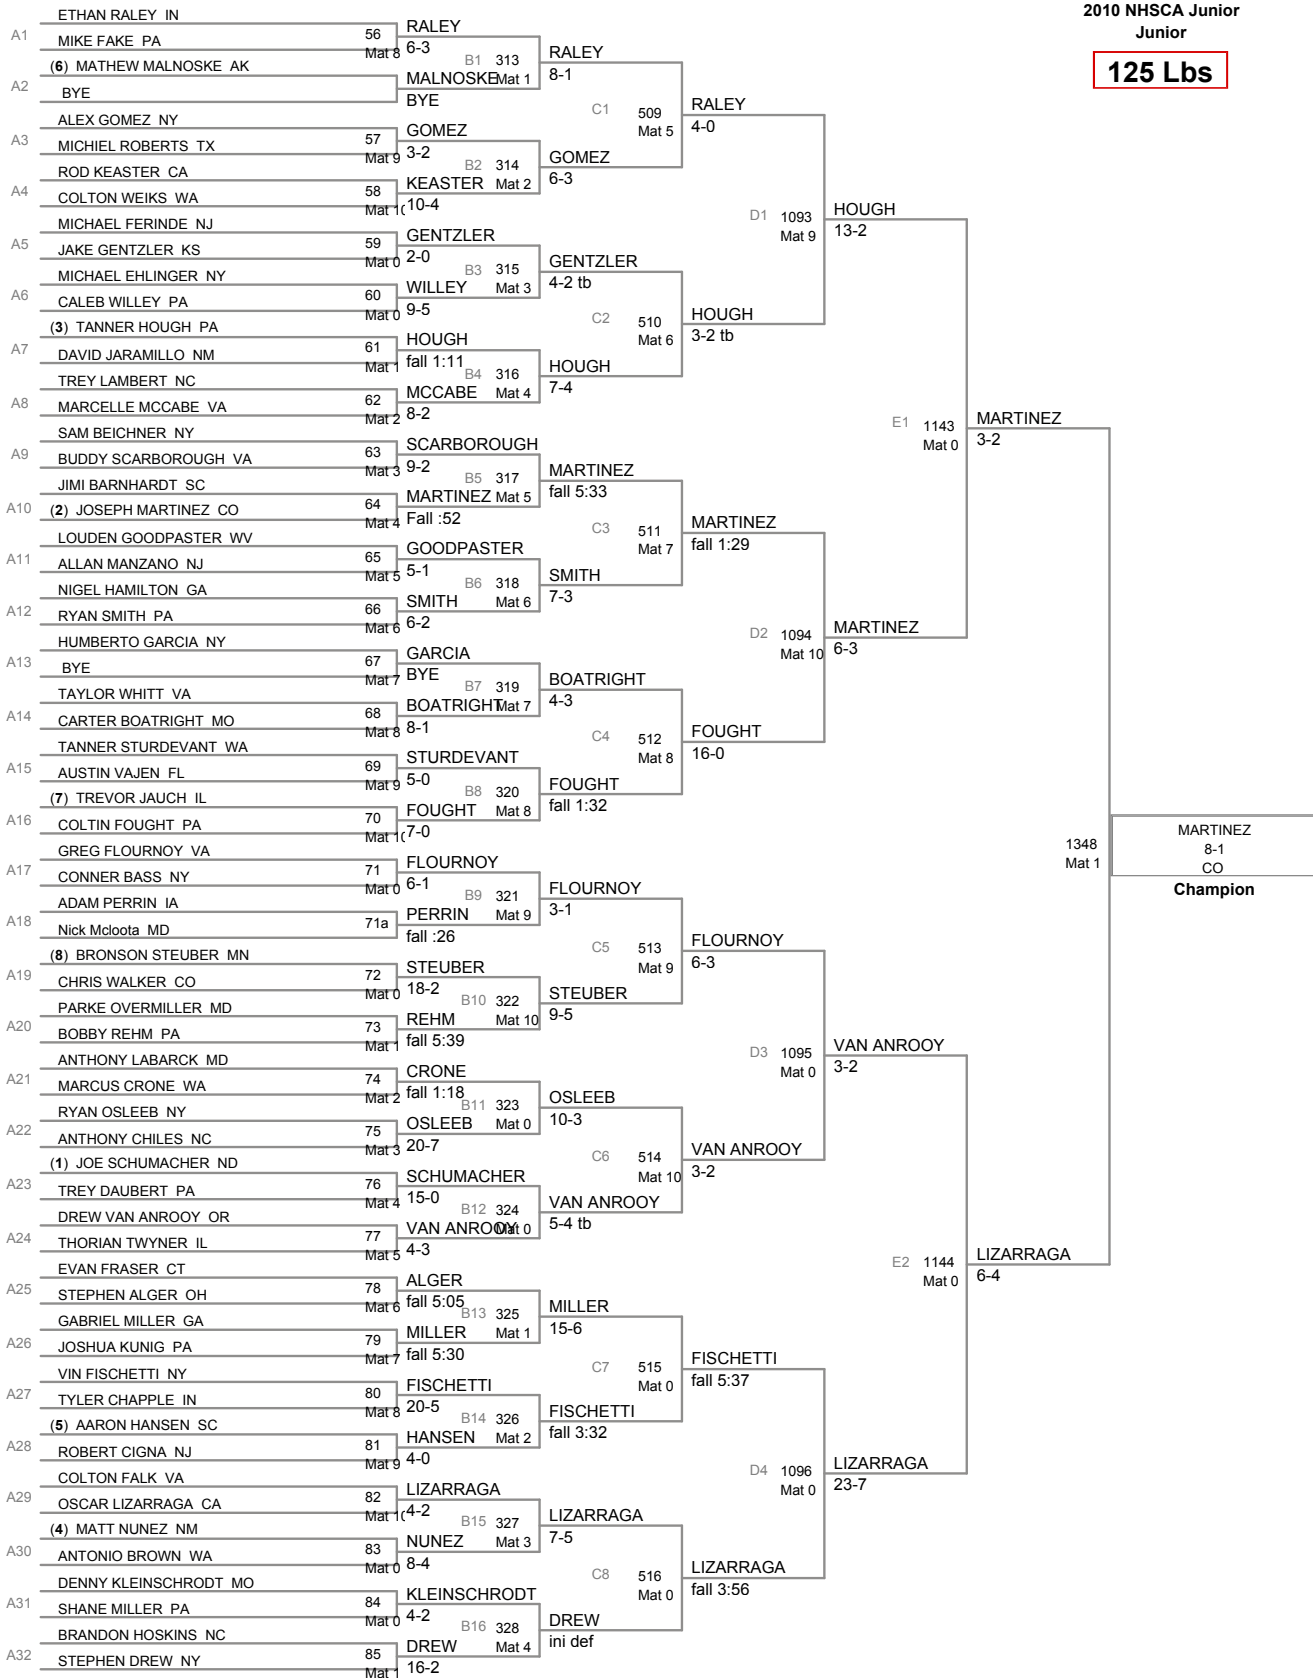 2010 NHSCA Junior
Junior
125 Lbs
A1
ETHAN RALEY IN
MIKE FAKE PA
56
Mat 8
A2
(6) MATHEW MALNOSKE AK
BYE
A3
ALEX GOMEZ NY
MICHIEL ROBERTS TX
57
Mat 9
A4
ROD KEASTER CA
COLTON WEIKS WA
58
Mat 10
A5
MICHAEL FERINDE NJ
JAKE GENTZLER KS
59
Mat 0
A6
MICHAEL EHLINGER NY
CALEB WILLEY PA
60
Mat 0
A7
(3) TANNER HOUGH PA
DAVID JARAMILLO NM
61
Mat 1
A8
TREY LAMBERT NC
MARCELLE MCCABE VA
62
Mat 2
A9
SAM BEICHNER NY
BUDDY SCARBOROUGH VA
63
Mat 3
A10
JIMI BARNHARDT SC
(2) JOSEPH MARTINEZ CO
64
Mat 4
A11
LOUDEN GOODPASTER WV
ALLAN MANZANO NJ
65
Mat 5
A12
NIGEL HAMILTON GA
RYAN SMITH PA
66
Mat 6
A13
HUMBERTO GARCIA NY
BYE
67
Mat 7
A14
TAYLOR WHITT VA
CARTER BOATRIGHT MO
68
Mat 8
A15
TANNER STURDEVANT WA
AUSTIN VAJEN FL
69
Mat 9
A16
(7) TREVOR JAUCH IL
COLTIN FOUGHT PA
70
Mat 10
A17
GREG FLOURNOY VA
CONNER BASS NY
71
Mat 0
A18
ADAM PERRIN IA
Nick Mcloota MD
71a
A19
(8) BRONSON STEUBER MN
CHRIS WALKER CO
72
Mat 0
A20
PARKE OVERMILLER MD
BOBBY REHM PA
73
Mat 1
A21
ANTHONY LABARCK MD
MARCUS CRONE WA
74
Mat 2
A22
RYAN OSLEEB NY
ANTHONY CHILES NC
75
Mat 3
A23
(1) JOE SCHUMACHER ND
TREY DAUBERT PA
76
Mat 4
A24
DREW VAN ANROOY OR
THORIAN TWYNER IL
77
Mat 5
A25
EVAN FRASER CT
STEPHEN ALGER OH
78
Mat 6
A26
GABRIEL MILLER GA
JOSHUA KUNIG PA
79
Mat 7
A27
VIN FISCHETTI NY
TYLER CHAPPLE IN
80
Mat 8
A28
(5) AARON HANSEN SC
ROBERT CIGNA NJ
81
Mat 9
A29
COLTON FALK VA
OSCAR LIZARRAGA CA
82
Mat 10
A30
(4) MATT NUNEZ NM
ANTONIO BROWN WA
83
Mat 0
A31
DENNY KLEINSCHRODT MO
SHANE MILLER PA
84
Mat 0
A32
BRANDON HOSKINS NC
STEPHEN DREW NY
85
Mat 1
RALEY
6-3
B1 313
Mat 1
MALNOSKE
BYE
GOMEZ
3-2
B2 314
Mat 2
KEASTER
10-4
GENTZLER
2-0
B3 315
Mat 3
WILLEY
9-5
HOUGH
fall 1:11
B4 316
Mat 4
MCCABE
8-2
SCARBOROUGH
9-2
B5 317
Mat 5
MARTINEZ
Fall :52
GOODPASTER
5-1
B6 318
Mat 6
SMITH
6-2
GARCIA
BYE
B7 319
Mat 7
BOATRIGHT
8-1
STURDEVANT
5-0
B8 320
Mat 8
FOUGHT
7-0
FLOURNOY
6-1
B9 321
Mat 9
PERRIN
fall :26
STEUBER
18-2
B10 322
Mat 10
REHM
fall 5:39
CRONE
fall 1:18
B11 323
Mat 0
OSLEEB
20-7
SCHUMACHER
15-0
B12 324
Mat 0
VAN ANROOY
4-3
ALGER
fall 5:05
B13 325
Mat 1
MILLER
fall 5:30
FISCHETTI
20-5
B14 326
Mat 2
HANSEN
4-0
LIZARRAGA
4-2
B15 327
Mat 3
NUNEZ
8-4
KLEINSCHRODT
4-2
B16 328
Mat 4
DREW
16-2
RALEY
8-1
C1 509
Mat 5
GOMEZ
6-3
GENTZLER
4-2 tb
C2 510
Mat 6
HOUGH
7-4
MARTINEZ
fall 5:33
C3 511
Mat 7
SMITH
7-3
BOATRIGHT
4-3
C4 512
Mat 8
FOUGHT
fall 1:32
FLOURNOY
3-1
C5 513
Mat 9
STEUBER
9-5
OSLEEB
10-3
C6 514
Mat 10
VAN ANROOY
5-4 tb
MILLER
15-6
C7 515
Mat 0
FISCHETTI
fall 3:32
LIZARRAGA
7-5
C8 516
Mat 0
DREW
ini def
RALEY
4-0
D1 1093
Mat 9
HOUGH
3-2 tb
MARTINEZ
fall 1:29
D2 1094
Mat 10
FOUGHT
16-0
FLOURNOY
6-3
D3 1095
Mat 0
VAN ANROOY
3-2
FISCHETTI
fall 5:37
D4 1096
Mat 0
LIZARRAGA
fall 3:56
HOUGH
13-2
E1 1143
Mat 0
MARTINEZ
6-3
VAN ANROOY
3-2
E2 1144
Mat 0
LIZARRAGA
23-7
MARTINEZ
3-2
1348
Mat 1
LIZARRAGA
6-4
MARTINEZ
8-1
CO
Champion